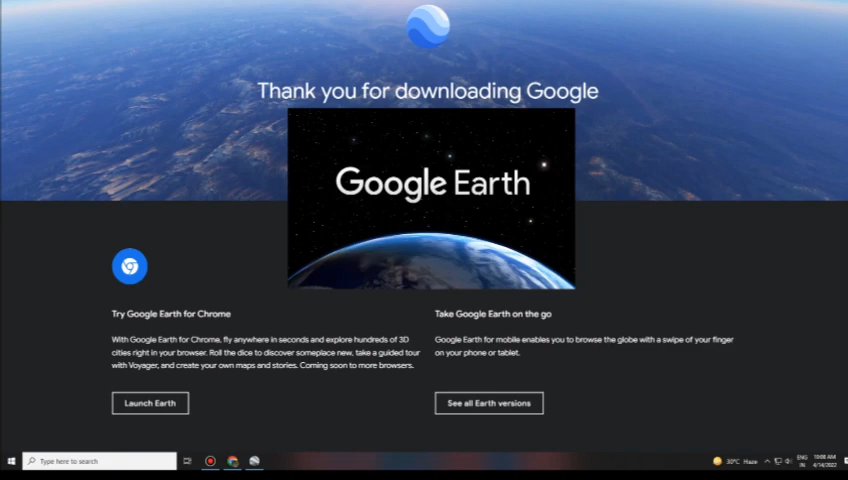 Thank you for downloading Google
Google Earth
Try Google Earth for Chrome
With Google Earth for Chrome, fly anywhere in seconds and explore hundreds of 3D
cities right in your browser. Roll the dice to discover someplace new, take a guided tour
with Voyager, and create your own maps and stories. Coming soon to more browsers.
Launch Earth
Take Google Earth on the go
Google Earth for mobile enables you to browse the globe with a swipe of your finger
on your phone or tablet.
See all Earth versions
Type here to search
30°C Haze
ENG
IN
10:08 AM
4/14/2022